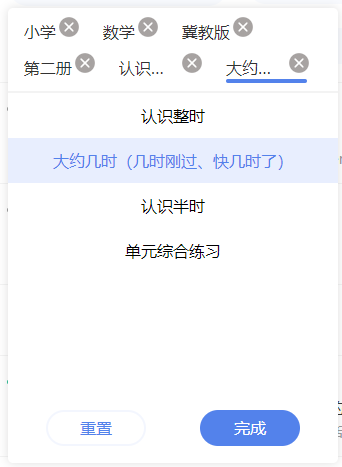 小学 数学 冀教版
第二册 认识... 大约...
认识整时
大约几时（几时刚过、快几时了）
认识半时
单元综合练习
重置 完成